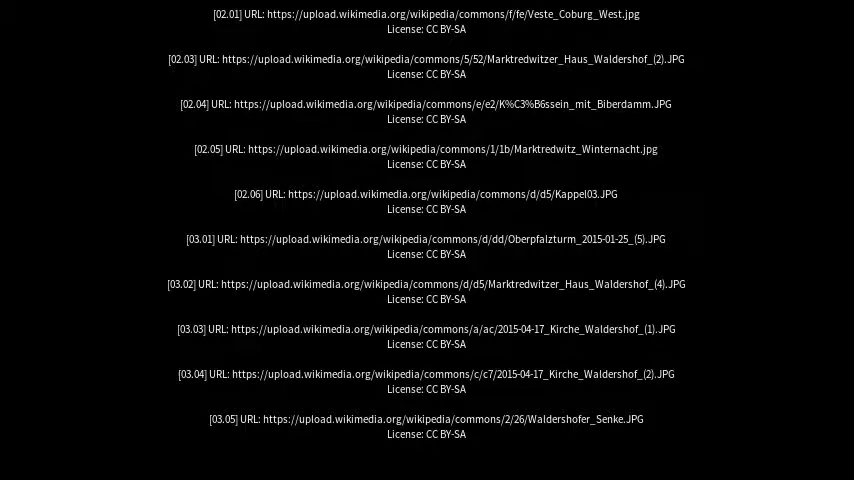 [02.01] URL: https://upload.wikimedia.org/wikipedia/commons/f/fe/Veste_Coburg_West.jpg
License: CC BY-SA
[02.03] URL: https://upload.wikimedia.org/wikipedia/commons/5/52/Marktredwitzer_Haus_Waldershof_(2).JPG
License: CC BY-SA
[02.04] URL: https://upload.wikimedia.org/wikipedia/commons/e/e2/K%C3%B6ssein_mit_Biberdamm.JPG
License: CC BY-SA
[02.05] URL: https://upload.wikimedia.org/wikipedia/commons/1/1b/Marktredwitz_Winternacht.jpg
License: CC BY-SA
[02.06] URL: https://upload.wikimedia.org/wikipedia/commons/d/d5/Kappel03.JPG
License: CC BY-SA
[03.01] URL: https://upload.wikimedia.org/wikipedia/commons/d/dd/Oberpfalzturm_2015-01-25_(5).JPG
License: CC BY-SA
[03.02] URL: https://upload.wikimedia.org/wikipedia/commons/d/d5/Marktredwitzer_Haus_Waldershof_(4).JPG
License: CC BY-SA
[03.03] URL: https://upload.wikimedia.org/wikipedia/commons/a/ac/2015-04-17_Kirche_Waldershof_(1).JPG
License: CC BY-SA
[03.04] URL: https://upload.wikimedia.org/wikipedia/commons/c/c7/2015-04-17_Kirche_Waldershof_(2).JPG
License: CC BY-SA
[03.05] URL: https://upload.wikimedia.org/wikipedia/commons/2/26/Waldershofer_Senke.JPG
License: CC BY-SA